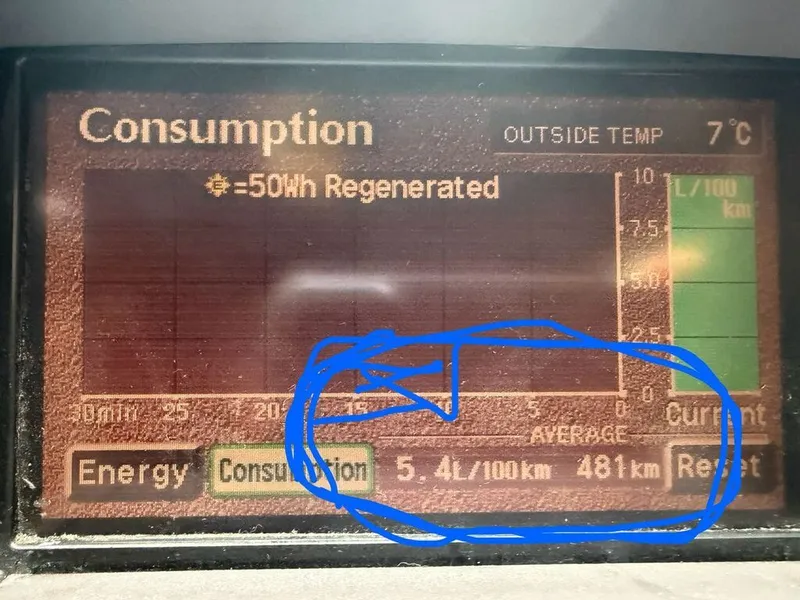 Consumption
OUTSIDE TEMP 7°C
E=50Wh Regenerated
10 L/100 km
7.5
5.0
2.5
0
30min 25 20 15 5 0 Current
AVERAGE
Energy Consumption 5.4L/100km 481km Reset